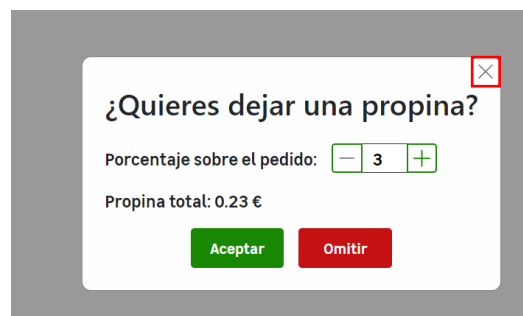 ¿Quieres dejar una propina?
Porcentaje sobre el pedido: 3
Propina total: 0.23 €
Aceptar Omitir